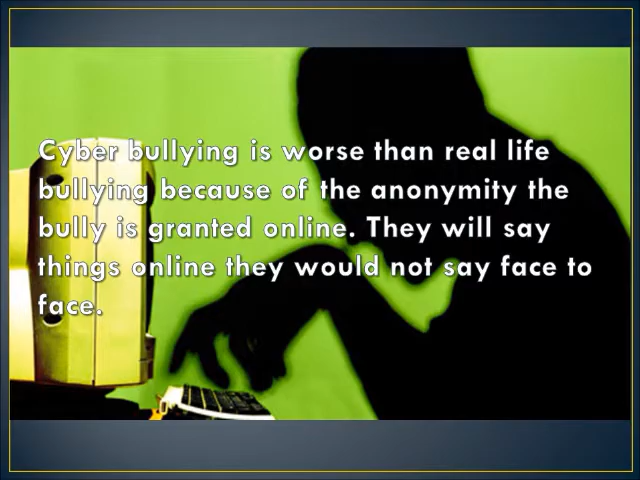 Cyber bullying is worse than real life
bullying because of the anonymity the
bully is granted online. They will say
things online they would not say face to
face.